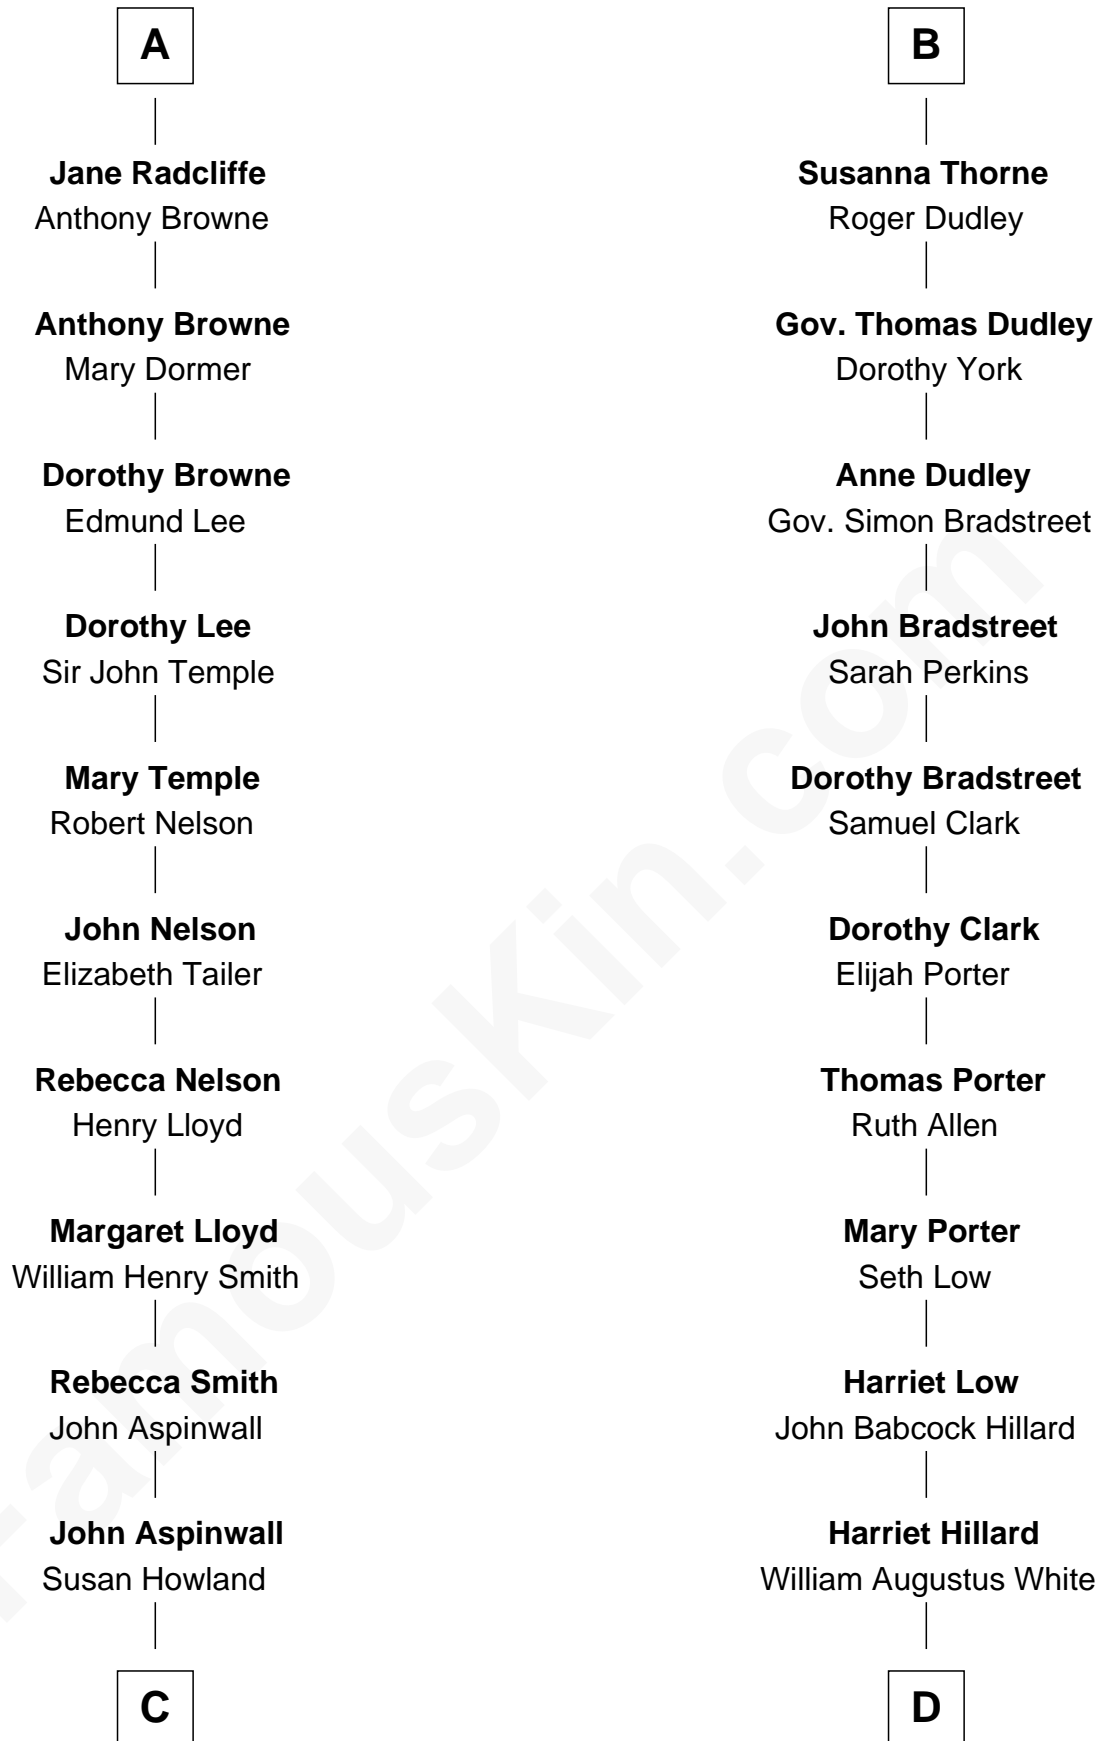 A
Jane Radcliffe
Anthony Browne
Anthony Browne
Mary Dormer
Dorothy Browne
Edmund Lee
Dorothy Lee
Sir John Temple
Mary Temple
Robert Nelson
John Nelson
Elizabeth Tailer
Rebecca Nelson
Henry Lloyd
Margaret Lloyd
William Henry Smith
Rebecca Smith
John Aspinwall
John Aspinwall
Susan Howland
C
B
Susanna Thorne
Roger Dudley
Gov. Thomas Dudley
Dorothy York
Anne Dudley
Gov. Simon Bradstreet
John Bradstreet
Sarah Perkins
Dorothy Bradstreet
Samuel Clark
Dorothy Clark
Elijah Porter
Thomas Porter
Ruth Allen
Mary Porter
Seth Low
Harriet Low
John Babcock Hillard
Harriet Hillard
William Augustus White
D
FamousKin.com